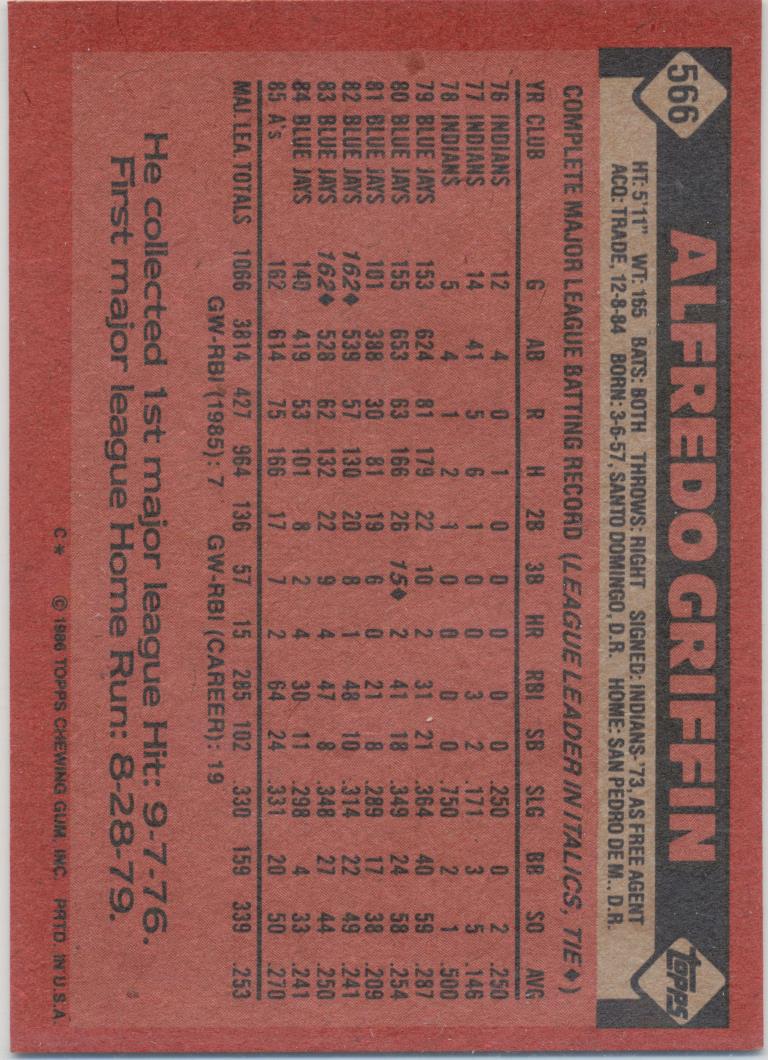 566 ALFREDO GRIFFIN TOPPS
HT: 5'11" WT: 165 BATS: BOTH THROWS: RIGHT SIGNED: INDIANS- '73, AS FREE AGENT
ACQ: TRADE, 12-8-84 BORN: 3-6-57, SANTO DOMINGO, D.R. HOME: SAN PEDRO DE M., D.R.
COMPLETE MAJOR LEAGUE BATTING RECORD (LEAGUE LEADER IN ITALICS, TIE♦)
YR CLUB G AB R H 2B 3B HR RBI SB SLG BB SO AVG
76 INDIANS 12 4 0 1 0 0 0 0 0 .250 0 2 .250
77 INDIANS 14 41 5 6 1 0 0 3 2 .171 3 5 .146
78 INDIANS 5 4 1 2 1 0 0 0 0 .750 2 1 .500
79 BLUE JAYS 153 624 81 179 22 10 2 31 21 .364 40 59 .287
80 BLUE JAYS 155 653 63 166 26 15♦ 2 41 18 .349 24 58 .254
81 BLUE JAYS 101 388 30 81 19 6 0 21 8 .289 17 38 .209
82 BLUE JAYS 162♦ 539 57 130 20 8 1 48 10 .314 22 49 .241
83 BLUE JAYS 162♦ 528 62 132 22 9 4 47 8 .348 27 44 .250
84 BLUE JAYS 140 419 53 101 8 2 4 30 11 .298 4 33 .241
85 A's 162 614 75 166 17 7 2 64 24 .331 20 50 .270
MAJ. LEA. TOTALS 1066 3814 427 964 136 57 15 285 102 .330 159 339 .253
GW-RBI (1985): 7 GW-RBI (CAREER): 19
He collected 1st major league Hit: 9-7-76.
First major league Home Run: 8-28-79.
C* © 1986 TOPPS CHEWING GUM, INC. PRTD. IN U.S.A.